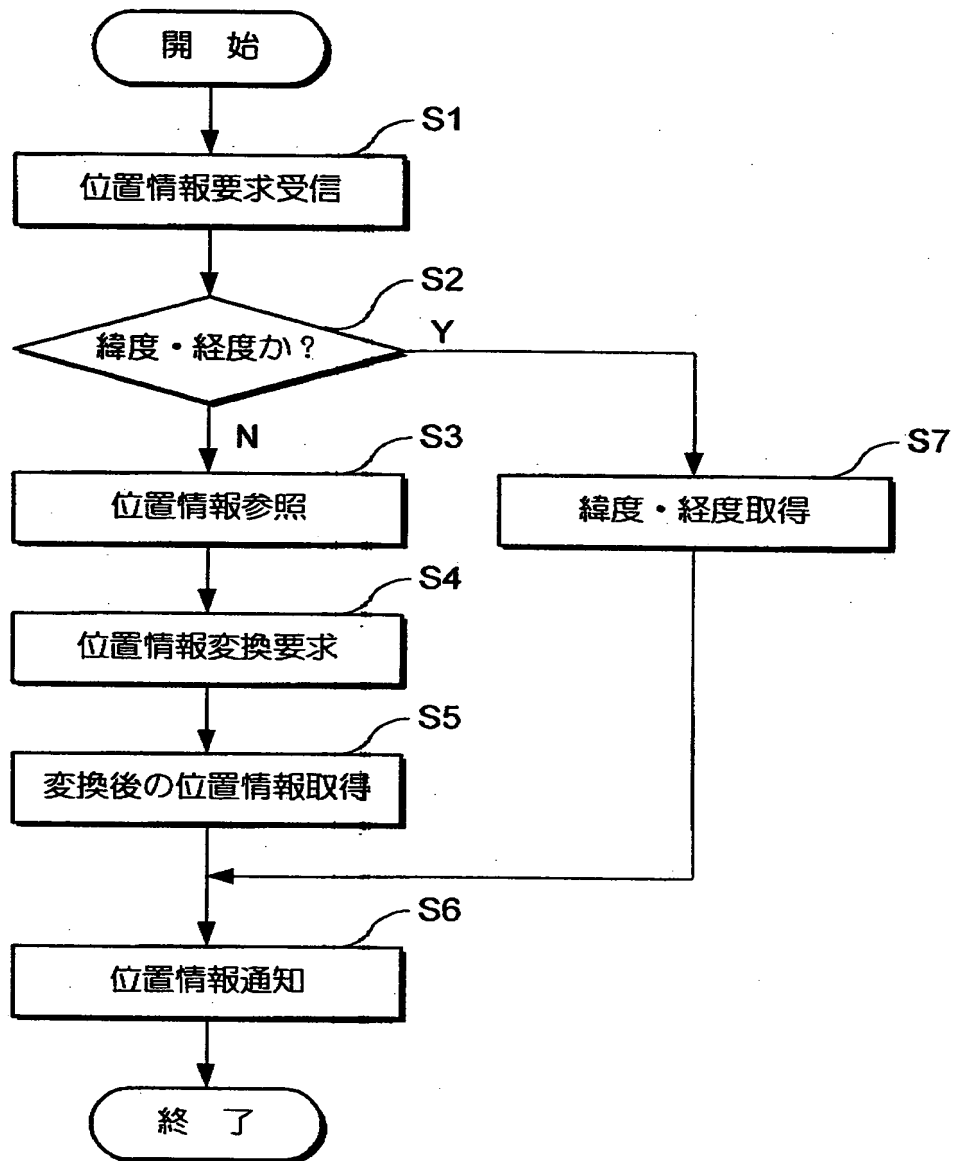 開 始
S1
位置情報要求受信
S2
緯度・経度か？
Y
N
S3
位置情報参照
S7
緯度・経度取得
S4
位置情報変換要求
S5
変換後の位置情報取得
S6
位置情報通知
終 了